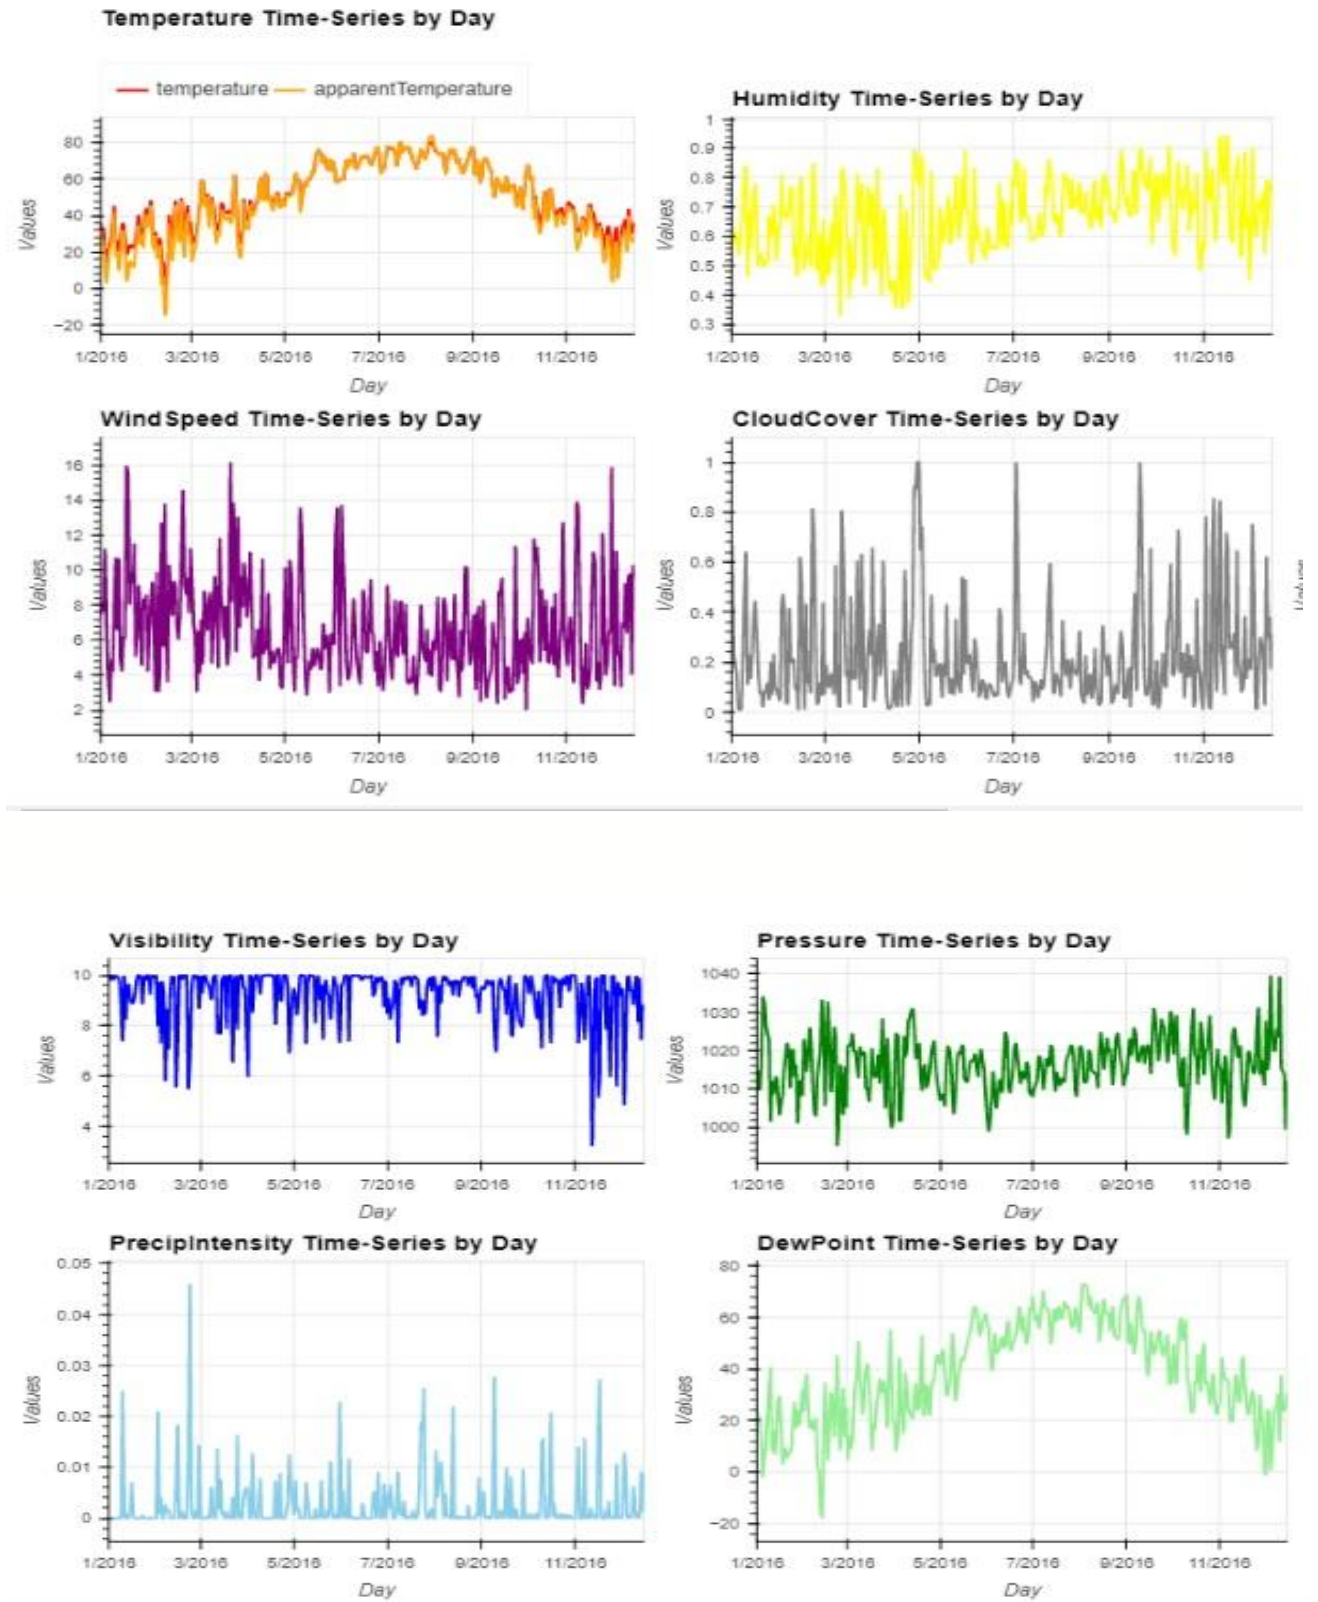 Temperature Time-Series by Day
temperature apparentTemperature
80
60
40
20
0
−20
Values
1/2016 3/2016 5/2016 7/2016 9/2016 11/2016
Day
Humidity Time-Series by Day
1
0.9
0.8
0.7
0.6
0.5
0.4
0.3
Values
1/2016 3/2016 5/2016 7/2016 9/2016 11/2016
Day
WindSpeed Time-Series by Day
16
14
12
10
8
6
4
2
Values
1/2016 3/2016 5/2016 7/2016 9/2016 11/2016
Day
CloudCover Time-Series by Day
1
0.8
0.6
0.4
0.2
0
Values
1/2016 3/2016 5/2016 7/2016 9/2016 11/2016
Day
Values
Visibility Time-Series by Day
10
8
6
4
Values
1/2016 3/2016 5/2016 7/2016 9/2016 11/2016
Day
Pressure Time-Series by Day
1040
1030
1020
1010
1000
Values
1/2016 3/2016 5/2016 7/2016 9/2016 11/2016
Day
PrecipIntensity Time-Series by Day
0.05
0.04
0.03
0.02
0.01
0
Values
1/2016 3/2016 5/2016 7/2016 9/2016 11/2016
Day
DewPoint Time-Series by Day
80
60
40
20
0
−20
Values
1/2016 3/2016 5/2016 7/2016 9/2016 11/2016
Day